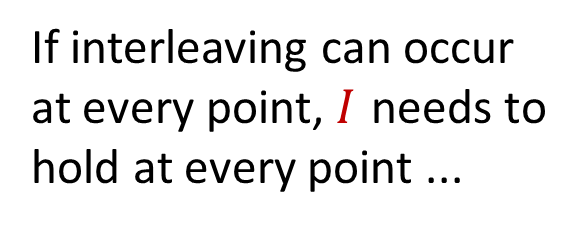 If interleaving can occur
at every point, I needs to
hold at every point ...